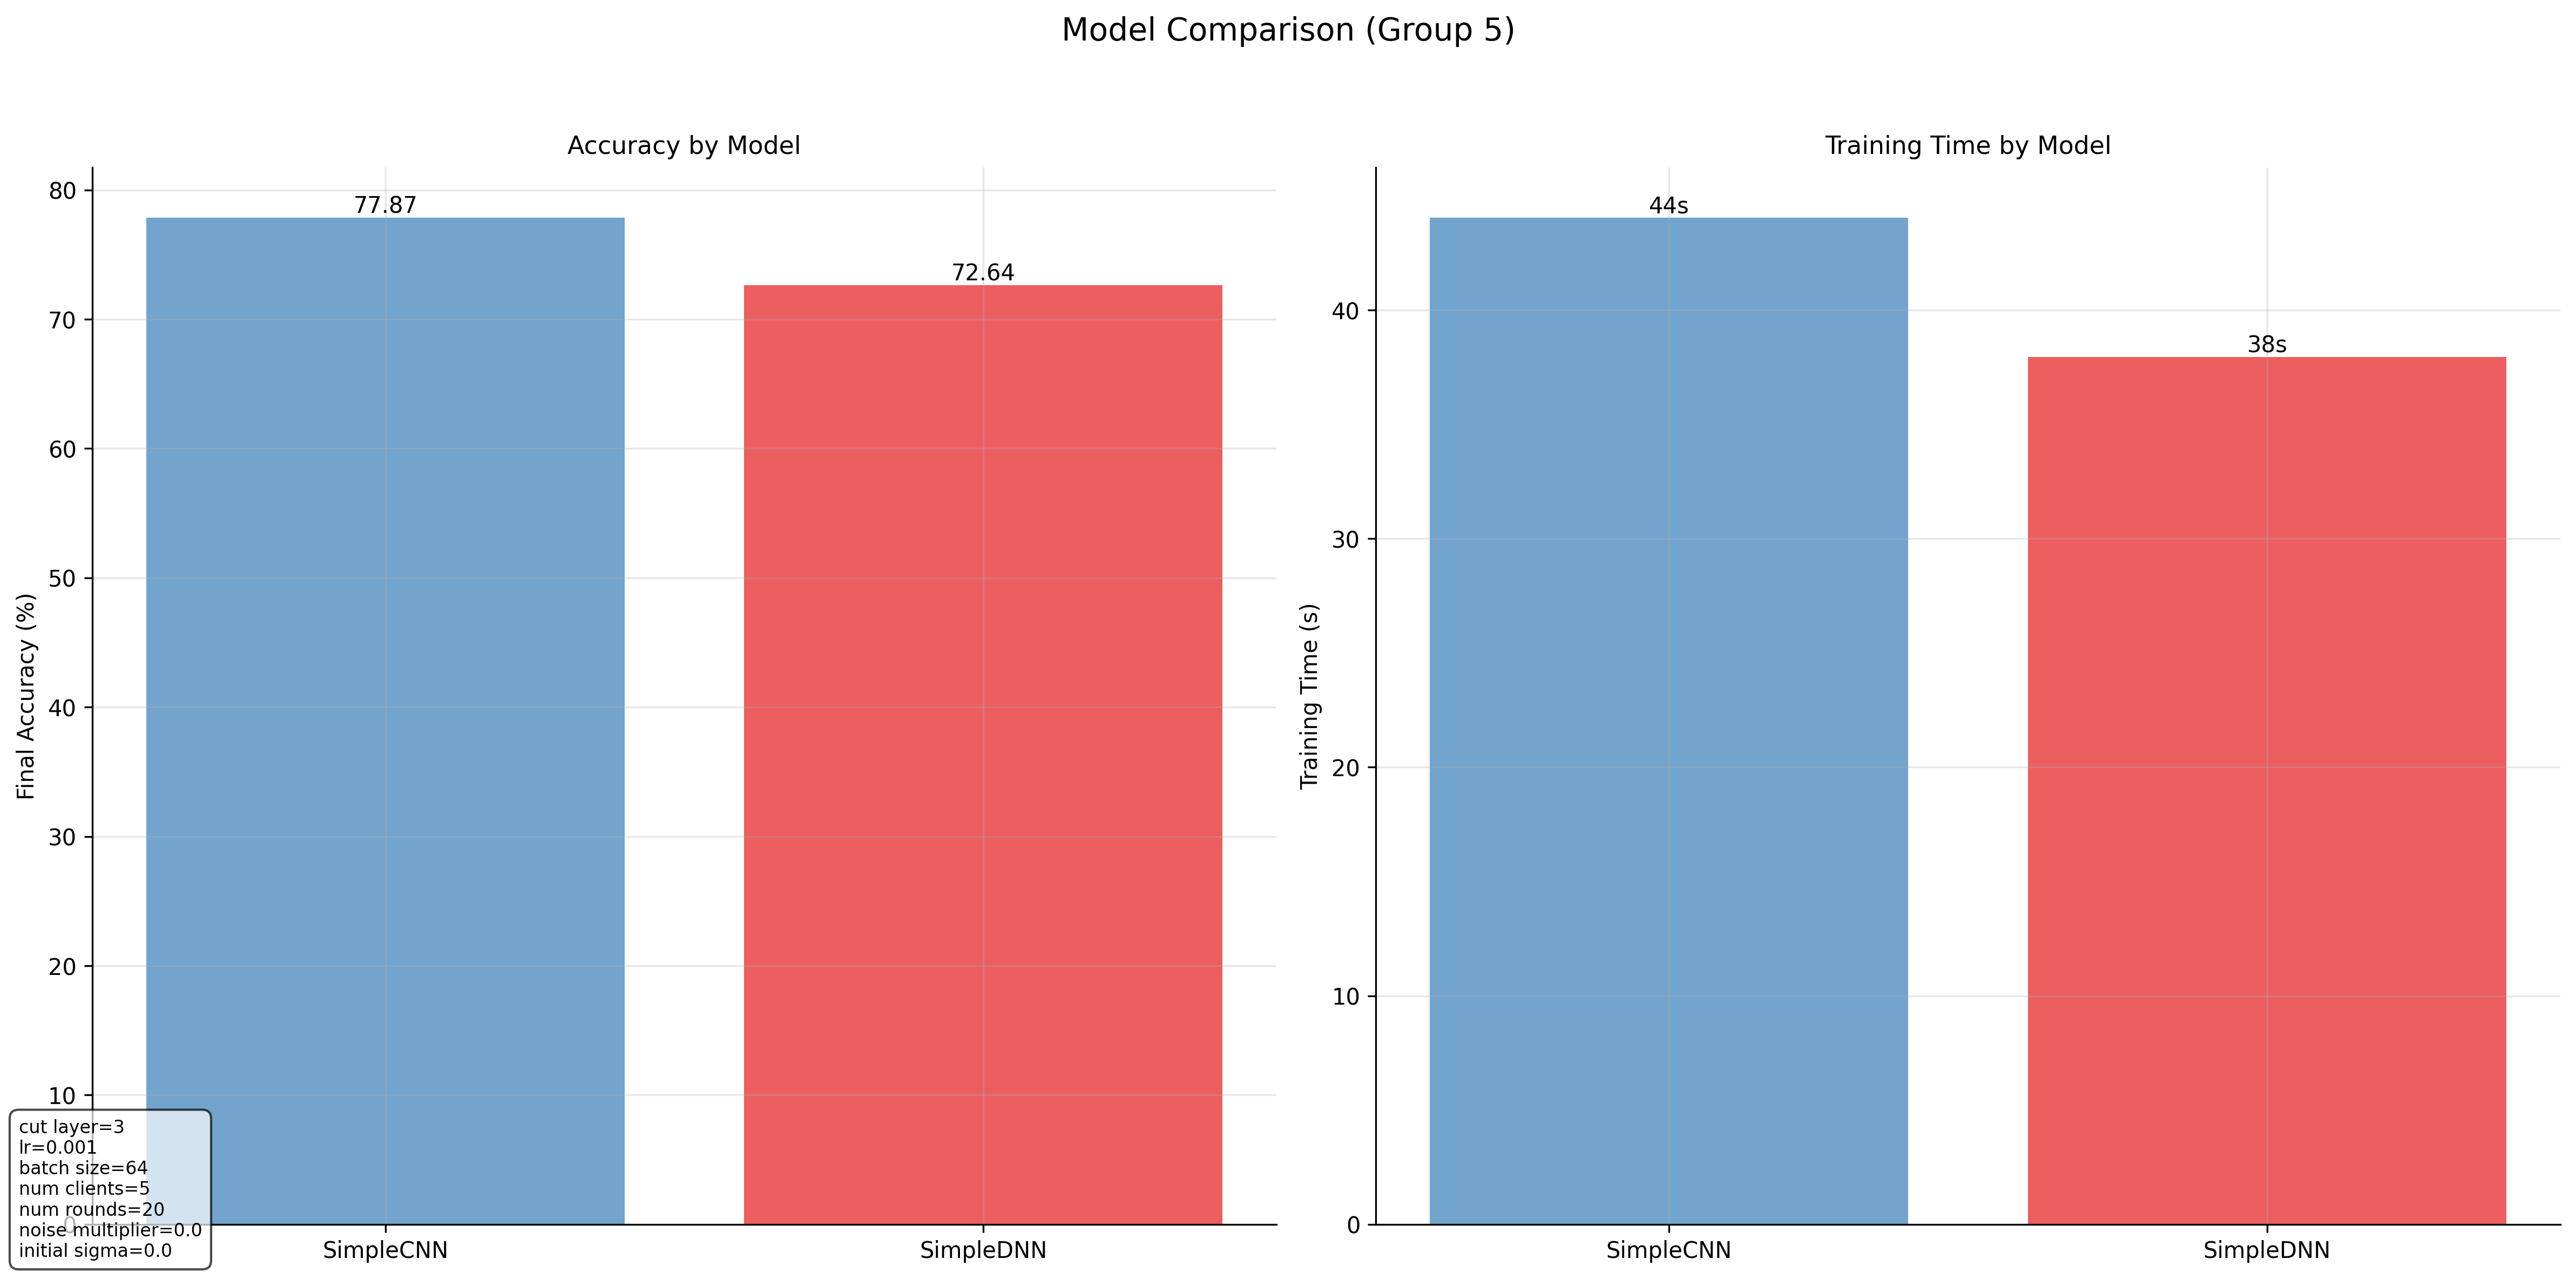 Model Comparison (Group 5)
Accuracy by Model
Final Accuracy (%)
80
70
60
50
40
30
20
10
0
77.87
72.64
SimpleCNN
SimpleDNN
cut layer=3
lr=0.001
batch size=64
num clients=5
num rounds=20
noise multiplier=0.0
initial sigma=0.0
Training Time by Model
Training Time (s)
40
30
20
10
0
44s
38s
SimpleCNN
SimpleDNN